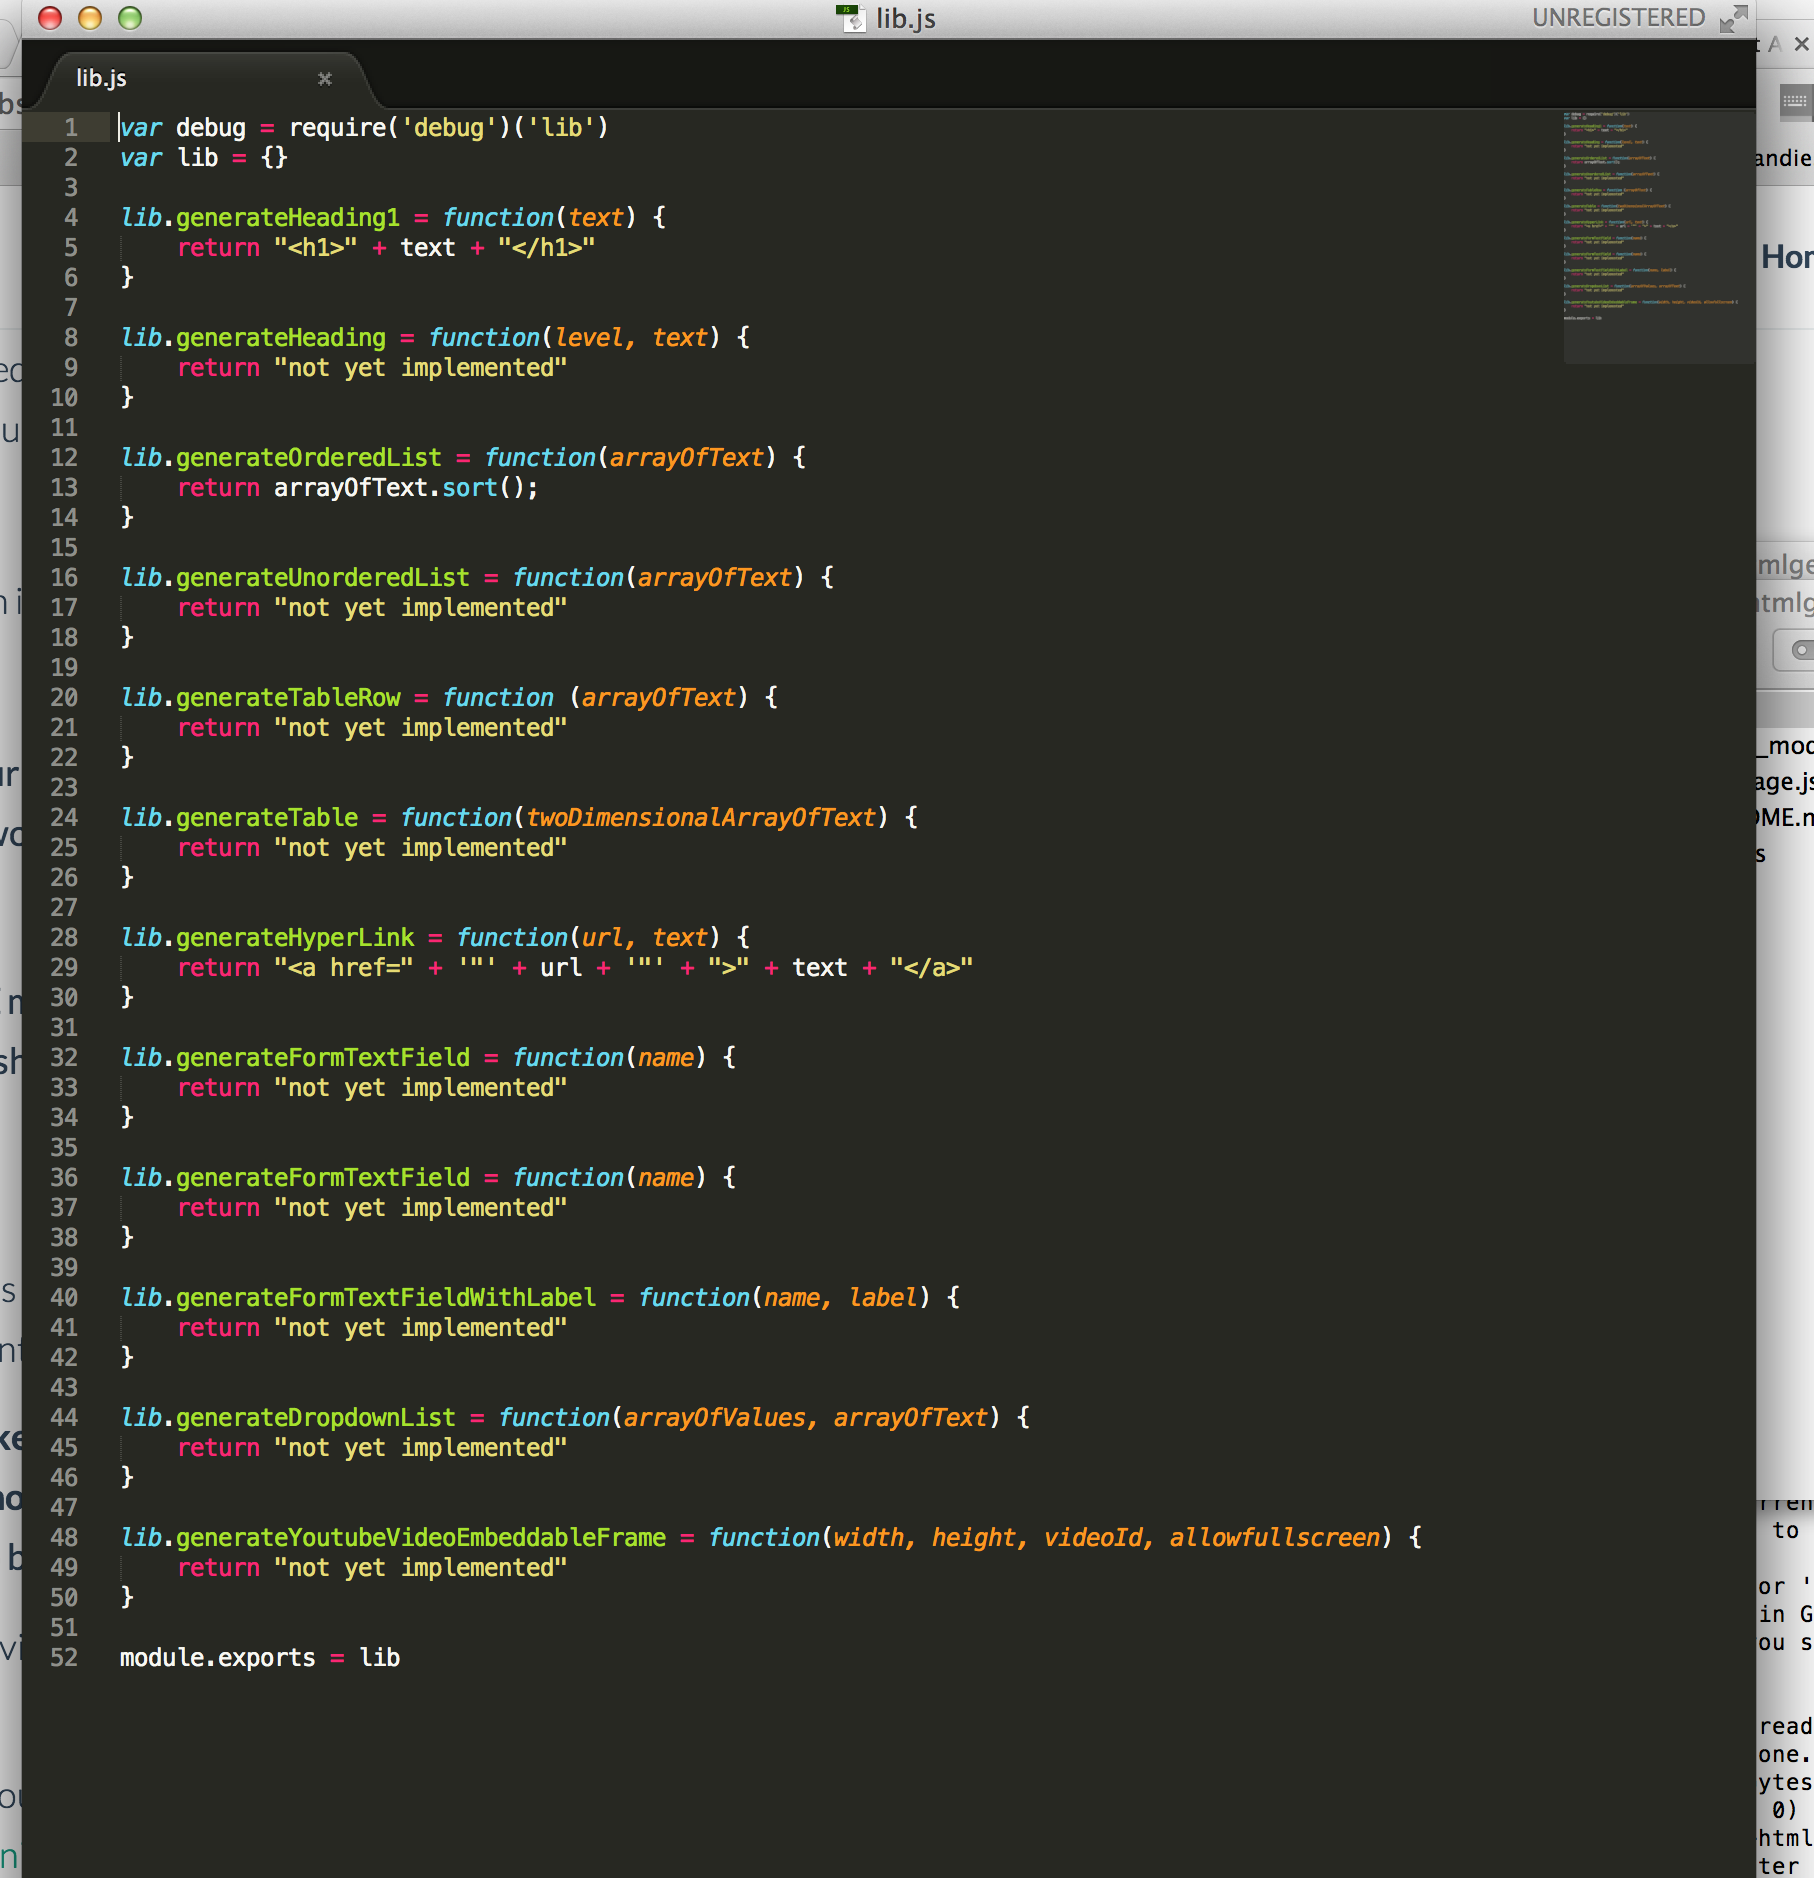 lib.js
UNREGISTERED
lib.js
1 var debug = require('debug')('lib')
2 var lib = {}
3
4 lib.generateHeading1 = function(text) {
5     return "<h1>" + text + "</h1>"
6 }
7
8 lib.generateHeading = function(level, text) {
9     return "not yet implemented"
10 }
11
12 lib.generateOrderedList = function(arrayOfText) {
13     return arrayOfText.sort();
14 }
15
16 lib.generateUnorderedList = function(arrayOfText) {
17     return "not yet implemented"
18 }
19
20 lib.generateTableRow = function (arrayOfText) {
21     return "not yet implemented"
22 }
23
24 lib.generateTable = function(twoDimensionalArrayOfText) {
25     return "not yet implemented"
26 }
27
28 lib.generateHyperLink = function(url, text) {
29     return "<a href=" + '"' + url + '"' + ">" + text + "</a>"
30 }
31
32 lib.generateFormTextField = function(name) {
33     return "not yet implemented"
34 }
35
36 lib.generateFormTextField = function(name) {
37     return "not yet implemented"
38 }
39
40 lib.generateFormTextFieldWithLabel = function(name, label) {
41     return "not yet implemented"
42 }
43
44 lib.generateDropdownList = function(arrayOfValues, arrayOfText) {
45     return "not yet implemented"
46 }
47
48 lib.generateYoutubeVideoEmbeddableFrame = function(width, height, videoId, allowfullscreen) {
49     return "not yet implemented"
50 }
51
52 module.exports = lib